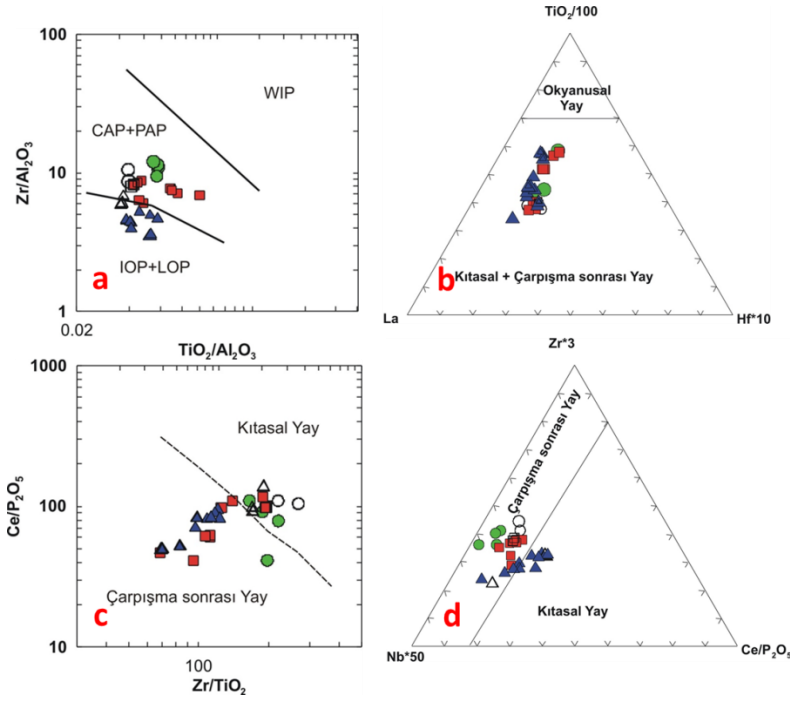 100
10
1
Zr/Al₂O₃
WIP
CAP+PAP
IOP+LOP
a
0.02
TiO₂/Al₂O₃
TiO₂/100
Okyanusal
Yay
Kıtasal + Çarpışma sonrası Yay
b
La
Hf*10
1000
100
10
Ce/P₂O₅
Kıtasal Yay
Çarpışma sonrası Yay
c
100
Zr/TiO₂
Zr*3
Çarpışma sonrası Yay
Kıtasal Yay
d
Nb*50
Ce/P₂O₅